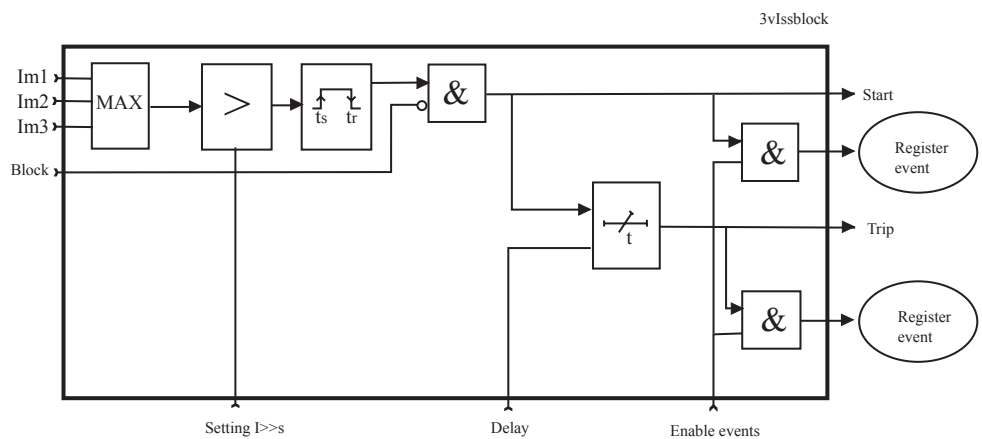 3vIssblock
Im1
Im2
Im3
MAX
>
ts
tr
&
Start
Block
&
Register
event
t
Trip
&
Register
event
Setting I>>s
Delay
Enable events